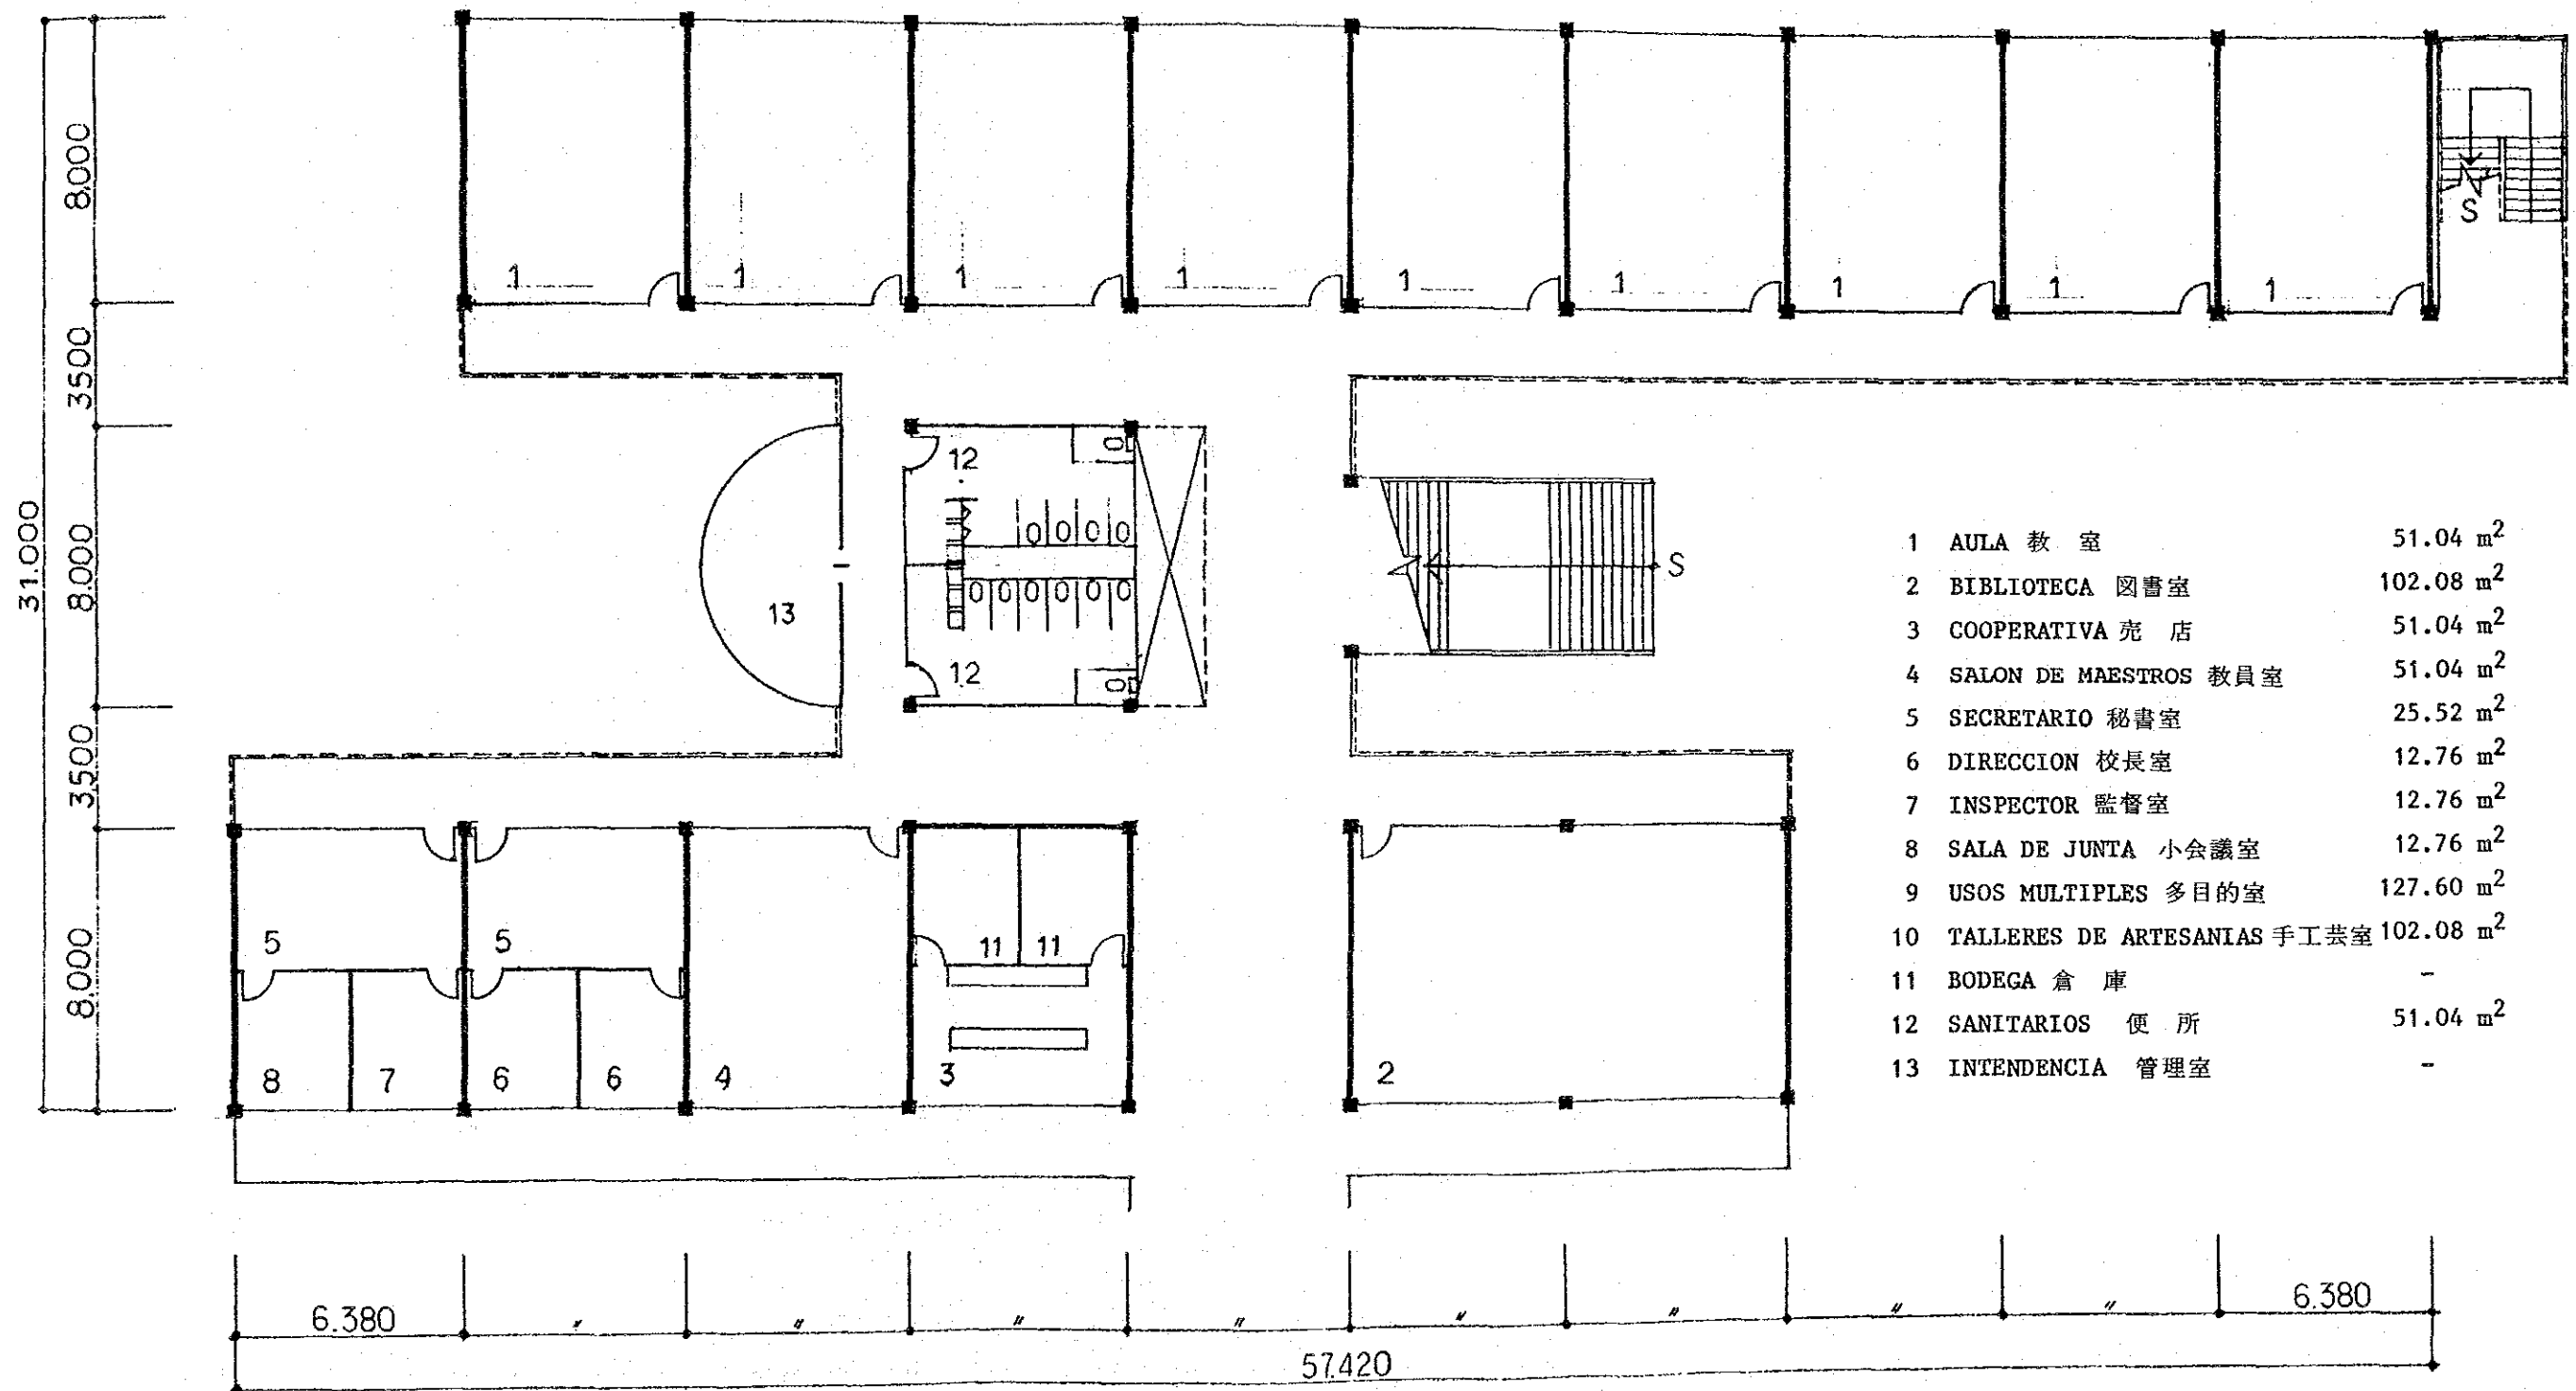 8.000
3.500
8.000
3.500
8.000
31.000
1 1 1 1 1 1 1 1 1
S
12
12
13
S
5 5
11 11
8 7 6 6 4 3 2
1 AULA 教 室 51.04 m²
2 BIBLIOTECA 図書室 102.08 m²
3 COOPERATIVA 売 店 51.04 m²
4 SALON DE MAESTROS 教員室 51.04 m²
5 SECRETARIO 秘書室 25.52 m²
6 DIRECCION 校長室 12.76 m²
7 INSPECTOR 監督室 12.76 m²
8 SALA DE JUNTA 小会議室 12.76 m²
9 USOS MULTIPLES 多目的室 127.60 m²
10 TALLERES DE ARTESANIAS 手工芸室 102.08 m²
11 BODEGA 倉 庫 -
12 SANITARIOS 便 所 51.04 m²
13 INTENDENCIA 管理室 -
6.380 〃 〃 〃 〃 〃 〃 〃 〃 6.380
57.420